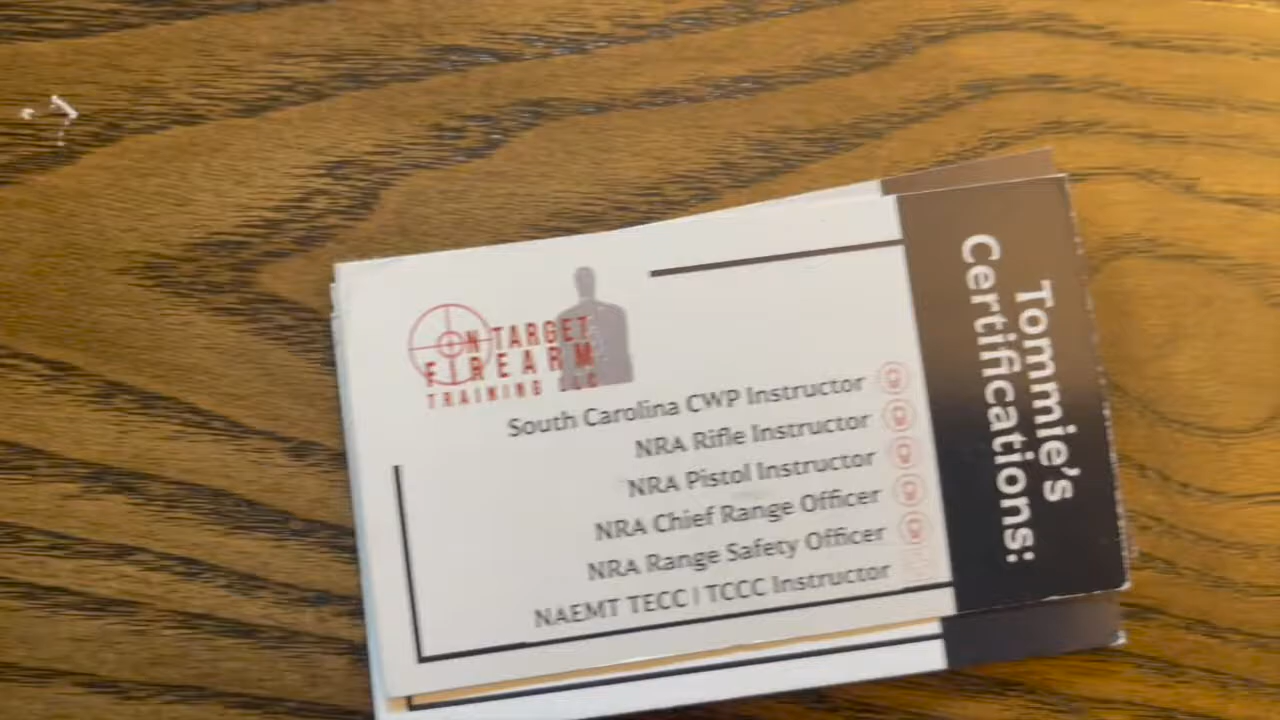 ON TARGET
FIREARM
TRAINING LLC
South Carolina CWP Instructor
NRA Rifle Instructor
NRA Pistol Instructor
NRA Chief Range Officer
NRA Range Safety Officer
NAEMT TECC | TCCC Instructor
Tommie's
Certifications: